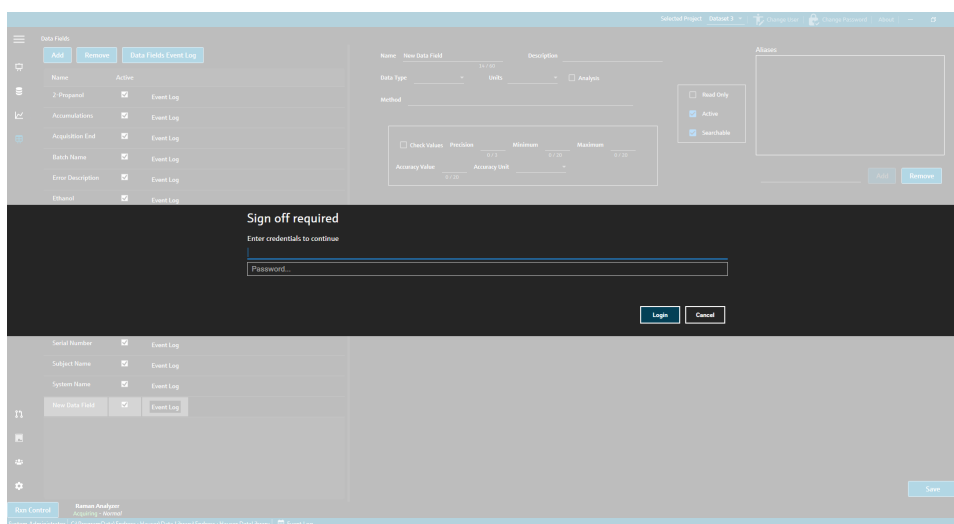 Selected Project Dataset 3 Change User Change Password About
Data Fields
Add Remove Data Fields Event Log
Name Active
2-Propanol Event Log
Accumulations Event Log
Acquisition End Event Log
Batch Name Event Log
Error Description Event Log
Ethanol Event Log
Name New Data Field Description
14 / 50
Data Type Units Analysis
Method
Check Values Precision Minimum Maximum
0 / 20 0 / 20
Accuracy Value Accuracy Unit
0 / 20
Read Only
Active
Searchable
Aliases
Add Remove
Sign off required
Enter credentials to continue
Password...
Login Cancel
Serial Number Event Log
Subject Name Event Log
System Name Event Log
New Data Field Event Log
Save
Run Control
Raman Analyzer
Acquiring - Normal